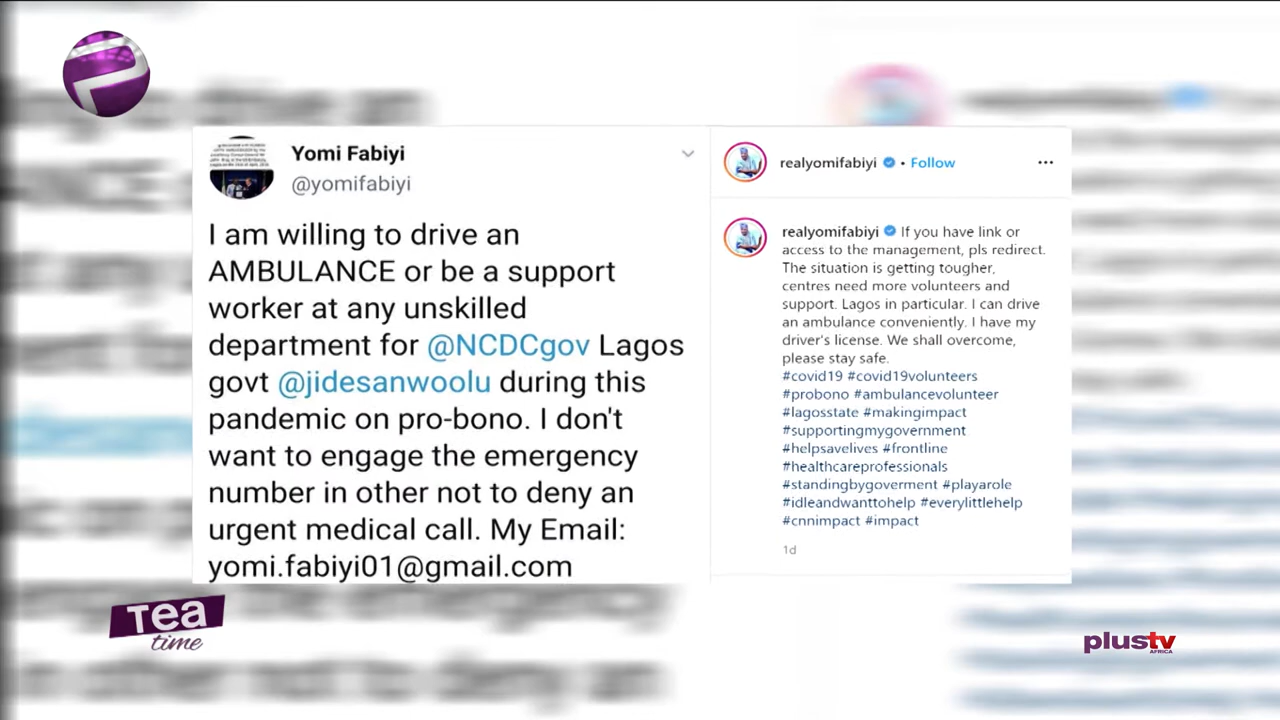 Yomi Fabiyi
@yomifabiyi
I am willing to drive an
AMBULANCE or be a support
worker at any unskilled
department for @NCDCgov Lagos
govt @jidesanwoolu during this
pandemic on pro-bono. I don't
want to engage the emergency
number in other not to deny an
urgent medical call. My Email:
yomi.fabiyi01@gmail.com
realyomifabiyi • Follow
realyomifabiyi If you have link or
access to the management, pls redirect.
The situation is getting tougher,
centres need more volunteers and
support. Lagos in particular. I can drive
an ambulance conveniently. I have my
driver's license. We shall overcome,
please stay safe.
#covid19 #covid19volunteers
#probono #ambulancevolunteer
#lagosstate #makingimpact
#supportingmygovernment
#helpsavelives #frontline
#healthcareprofessionals
#standingbygoverment #playarole
#idleandwanttohelp #everylittlehelp
#cnnimpact #impact
1d
Tea
time
plustv
AFRICA